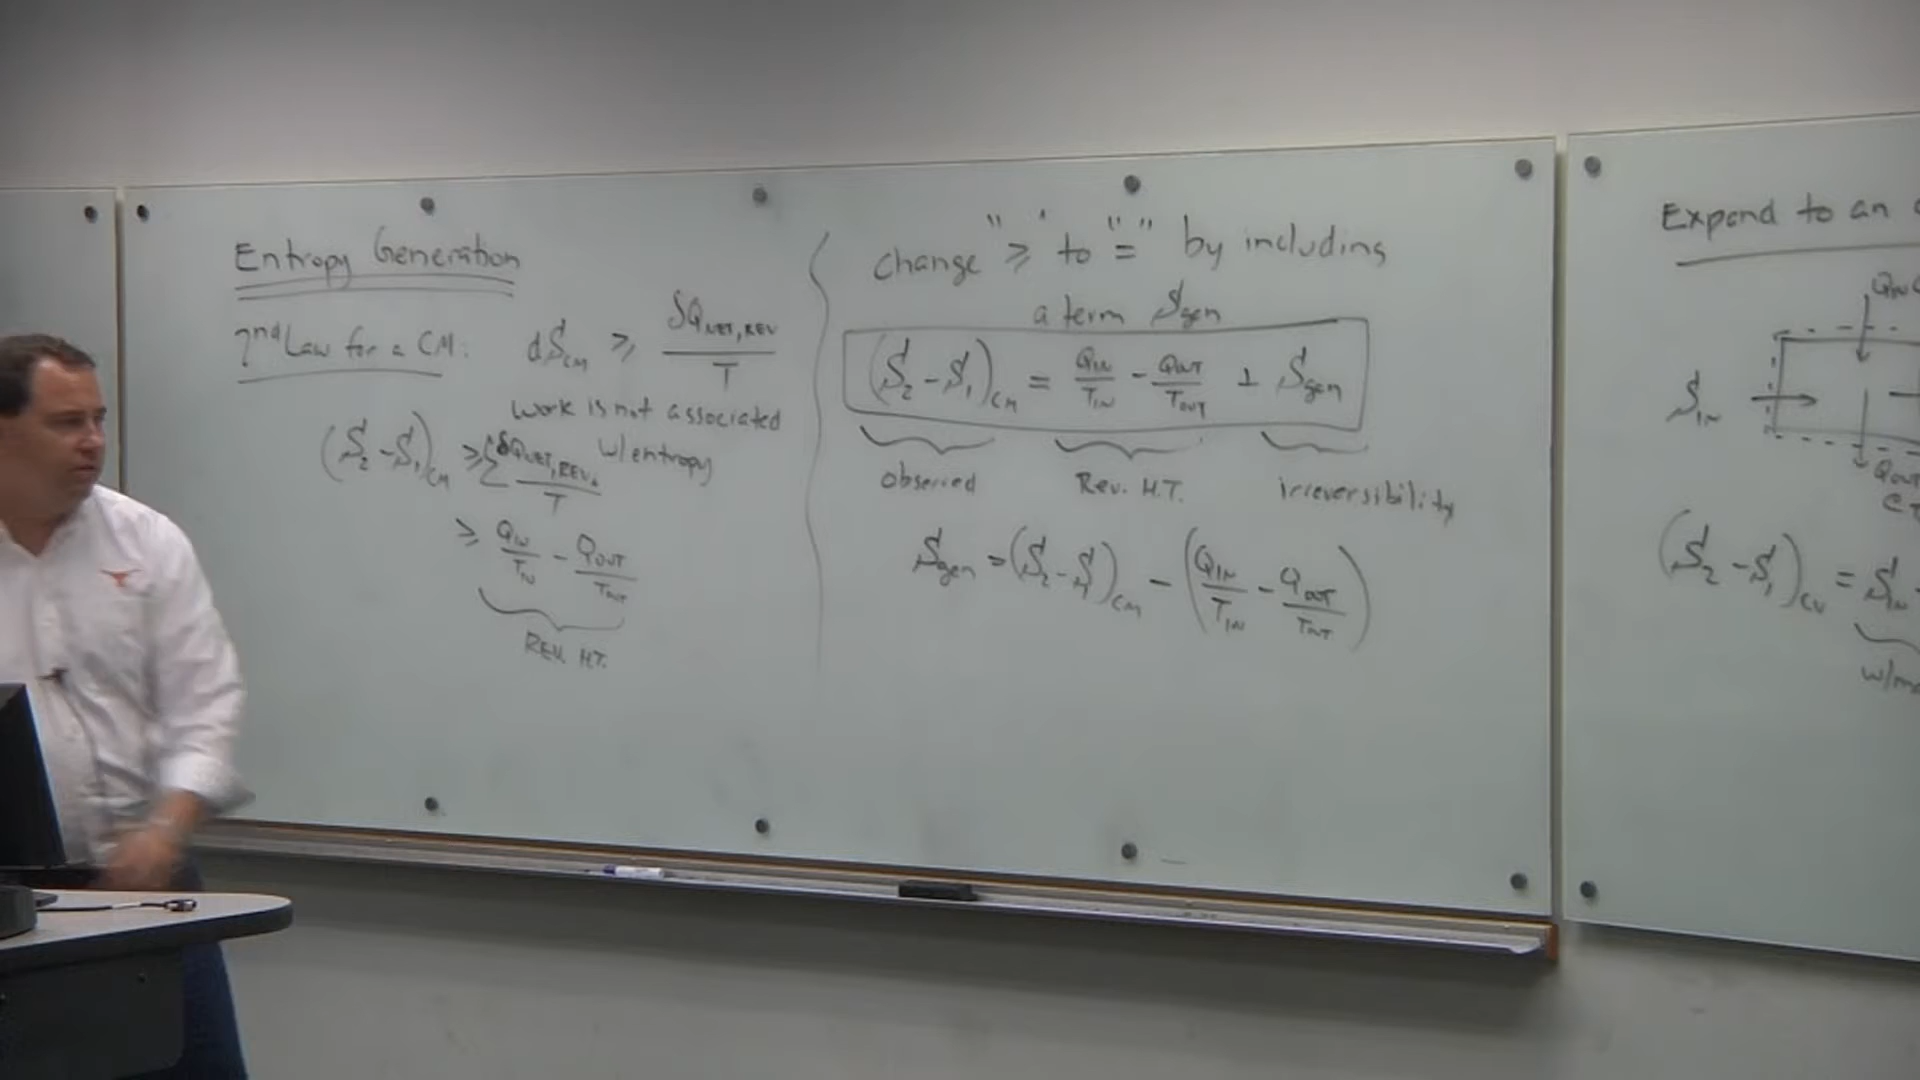 Entropy Generation
2nd Law for a CM: dS_CM ≥ δQ_NET,REV / T
work is not associated
w/entropy
(S_2 - S_1)_CM ≥ Σ δQ_NET,REV. / T
≥ Q_IN / T_IN - Q_OUT / T_OUT
REV. H.T.
change "≥" to "=" by including
a term S_gen
(S_2 - S_1)_CM = Q_IN / T_IN - Q_OUT / T_OUT + S_gen
observed Rev. H.T. irreversibility
S_gen = (S_2 - S_1)_CM - (Q_IN / T_IN - Q_OUT / T_OUT)
Expand to an
S_IN
Q_OUT
(S_2 - S_1)_CV = S_IN